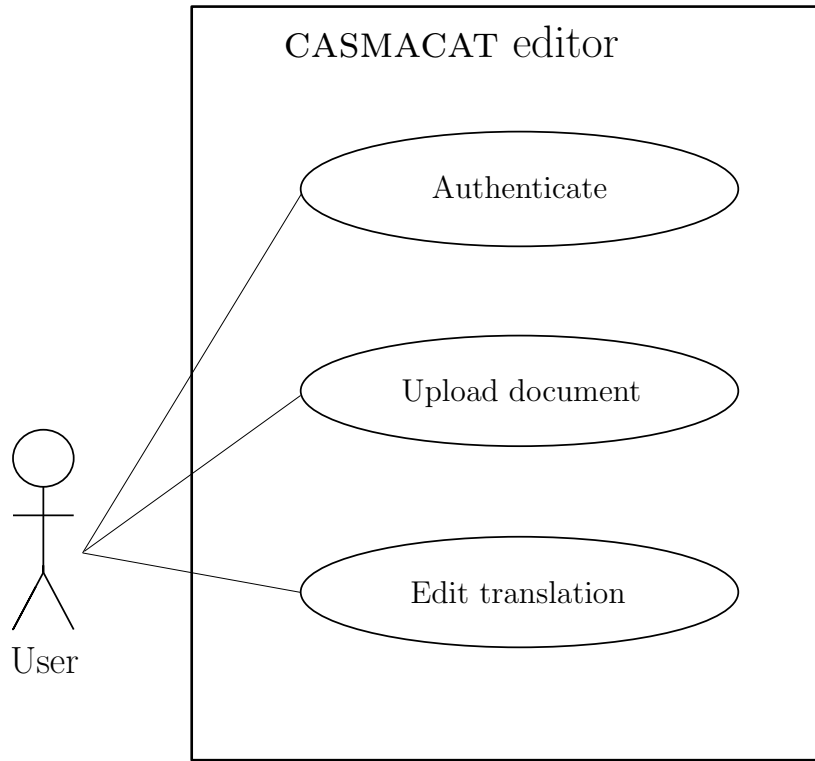 CASMACAT editor
Authenticate
Upload document
Edit translation
User